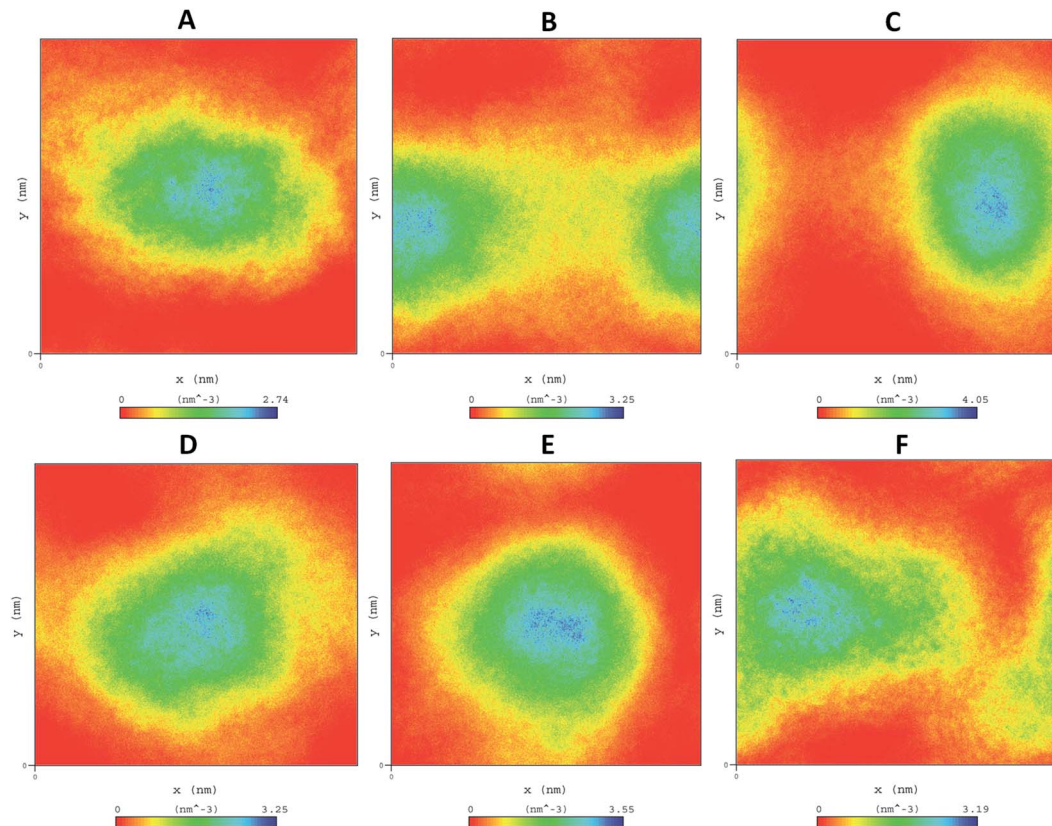 A B C
y (nm) y (nm) y (nm)
0 0 0
0 0 0
x (nm) x (nm) x (nm)
0 (nm^-3) 2.74 0 (nm^-3) 3.25 0 (nm^-3) 4.05
D E F
y (nm) y (nm) y (nm)
0 0 0
0 0 0
x (nm) x (nm) x (nm)
0 (nm^-3) 3.25 0 (nm^-3) 3.55 0 (nm^-3) 3.19